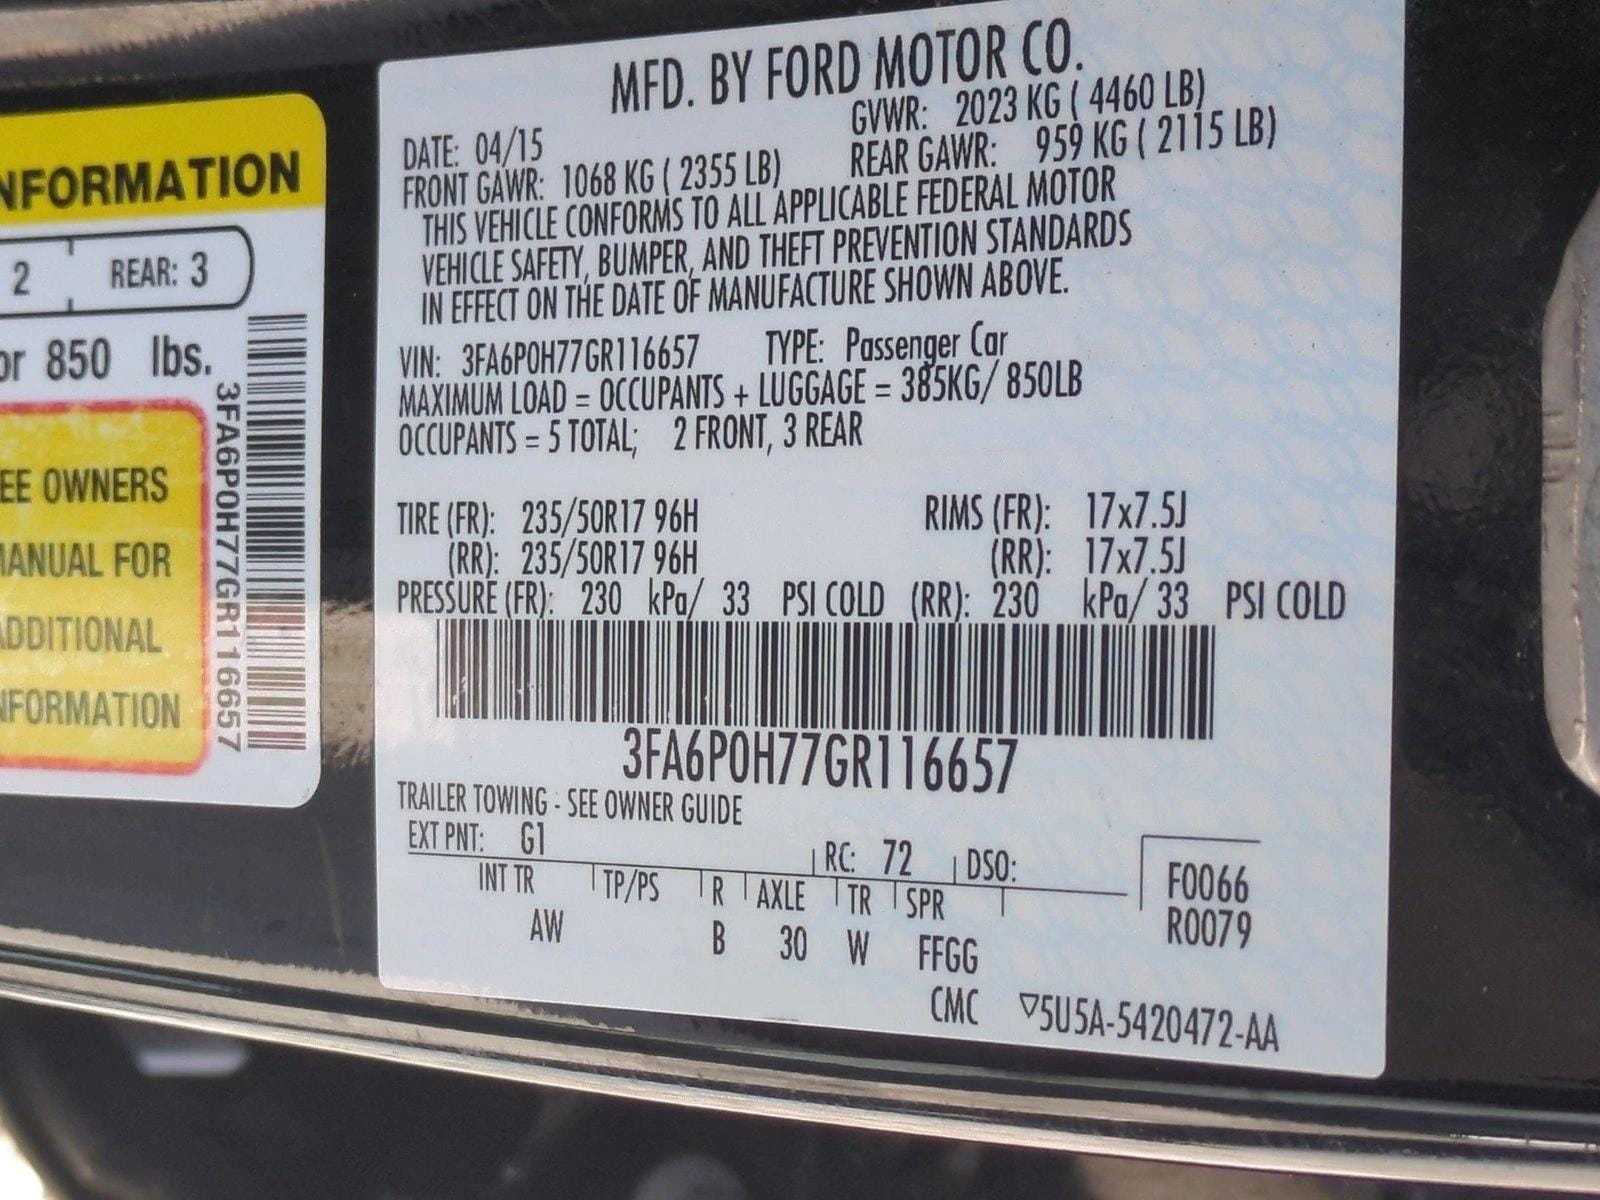 INFORMATION
2 REAR: 3
or 850 lbs.
SEE OWNERS
MANUAL FOR
ADDITIONAL
INFORMATION
3FA6P0H77GR116657
MFD. BY FORD MOTOR CO.
DATE: 04/15 GVWR: 2023 KG ( 4460 LB)
FRONT GAWR: 1068 KG ( 2355 LB) REAR GAWR: 959 KG ( 2115 LB)
THIS VEHICLE CONFORMS TO ALL APPLICABLE FEDERAL MOTOR
VEHICLE SAFETY, BUMPER, AND THEFT PREVENTION STANDARDS
IN EFFECT ON THE DATE OF MANUFACTURE SHOWN ABOVE.
VIN: 3FA6P0H77GR116657 TYPE: Passenger Car
MAXIMUM LOAD = OCCUPANTS + LUGGAGE = 385KG/ 850LB
OCCUPANTS = 5 TOTAL; 2 FRONT, 3 REAR
TIRE (FR): 235/50R17 96H RIMS (FR): 17x7.5J
(RR): 235/50R17 96H (RR): 17x7.5J
PRESSURE (FR): 230 kPa/ 33 PSI COLD (RR): 230 kPa/ 33 PSI COLD
3FA6P0H77GR116657
TRAILER TOWING - SEE OWNER GUIDE
EXT PNT: G1 RC: 72 DSO:
INT TR TP/PS R AXLE TR SPR
AW B 30 W FFGG
F0066
R0079
CMC ▽5U5A-5420472-AA